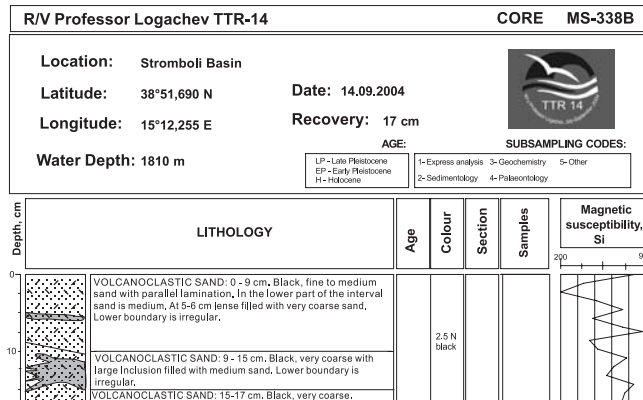 R/V Professor Logachev TTR-14 CORE MS-338B
Location: Stromboli Basin
Latitude: 38°51,690 N
Date: 14.09.2004
Longitude: 15°12,255 E
Recovery: 17 cm
Water Depth: 1810 m
TTR 14
AGE:
LP - Late Pleistocene
EP - Early Pleistocene
H - Holocene
SUBSAMPLING CODES:
1- Express analysis 3- Geochemistry 5- Other
2- Sedimentology 4- Palaeontology
Depth, cm
LITHOLOGY
Age
Colour
Section
Samples
Magnetic
susceptibility,
Si
200 9
0
VOLCANOCLASTIC SAND: 0 - 9 cm. Black, fine to medium
sand with parallel lamination. In the lower part of the interval
sand is medium. At 5-6 cm lense filled with very coarse sand.
Lower boundary is irregular.
2.5 N
black
10
VOLCANOCLASTIC SAND: 9 - 15 cm. Black, very coarse with
large Inclusion filled with medium sand. Lower boundary is
irregular.
VOLCANOCLASTIC SAND: 15-17 cm. Black, very coarse.